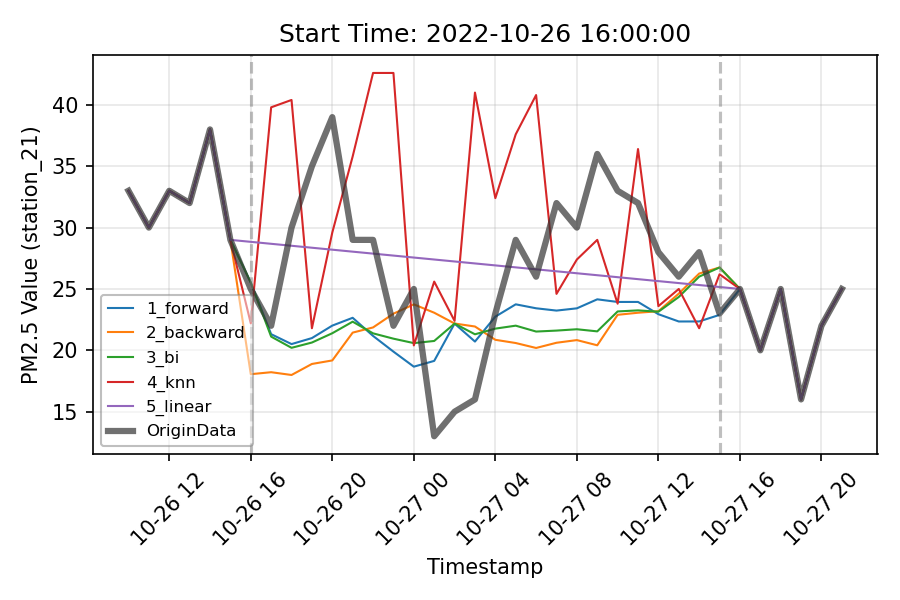 Start Time: 2022-10-26 16:00:00
PM2.5 Value (station_21)
40
35
30
25
20
15
1_forward
2_backward
3_bi
4_knn
5_linear
OriginData
10-26 12
10-26 16
10-26 20
10-27 00
10-27 04
10-27 08
10-27 12
10-27 16
10-27 20
Timestamp